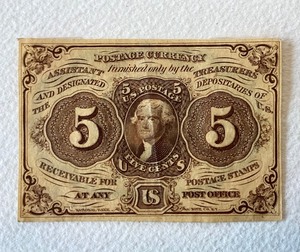 POSTAGE CURRENCY
Furnished only by the
ASSISTANT TREASURERS
AND DESIGNATED DEPOSITARIES OF
THE U.S.
U.S. POSTAGE
5 5 5 5
FIVE CENTS
RECEIVABLE FOR POSTAGE STAMPS
AT ANY US POST OFFICE